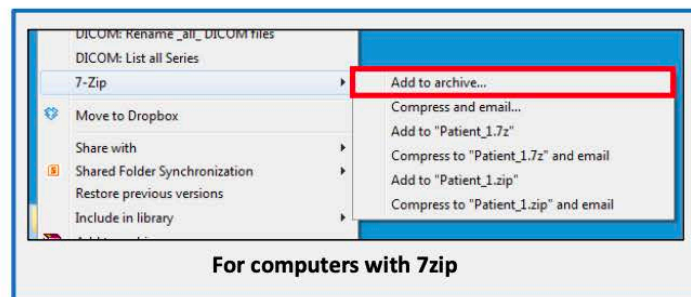 DICOM: Rename _all_ DICOM files
DICOM: List all Series
7-Zip
Move to Dropbox
Share with
Shared Folder Synchronization
Restore previous versions
Include in library
Add to archive...
Compress and email...
Add to "Patient_1.7z"
Compress to "Patient_1.7z" and email
Add to "Patient_1.zip"
Compress to "Patient_1.zip" and email
For computers with 7zip